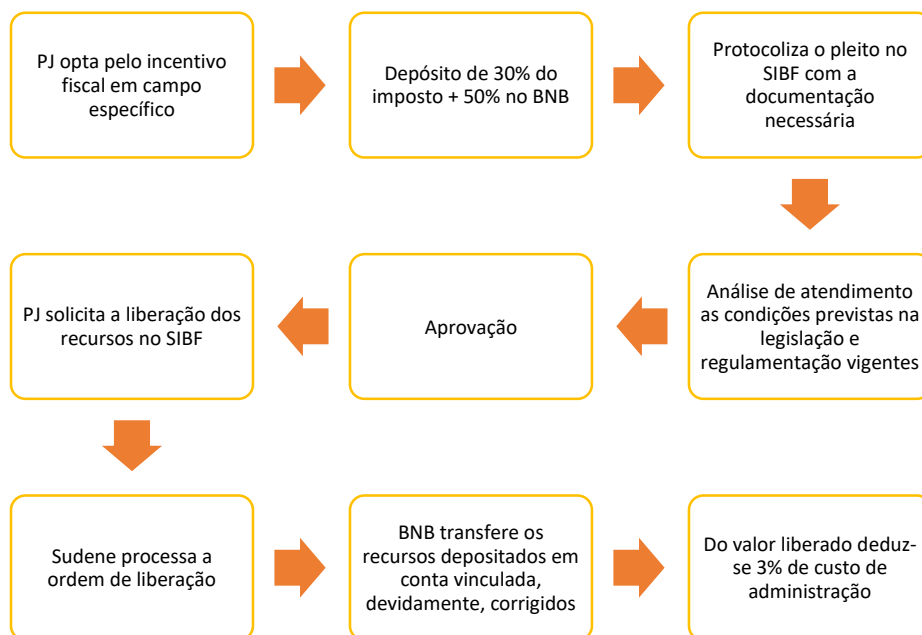 PJ opta pelo incentivo
fiscal em campo
específico
Depósito de 30% do
imposto + 50% no BNB
Protocoliza o pleito no
SIBF com a
documentação
necessária
Análise de atendimento
as condições previstas na
legislação e
regulamentação vigentes
Aprovação
PJ solicita a liberação dos
recursos no SIBF
Sudene processa a
ordem de liberação
BNB transfere os
recursos depositados em
conta vinculada,
devidamente, corrigidos
Do valor liberado deduz-
se 3% de custo de
administração